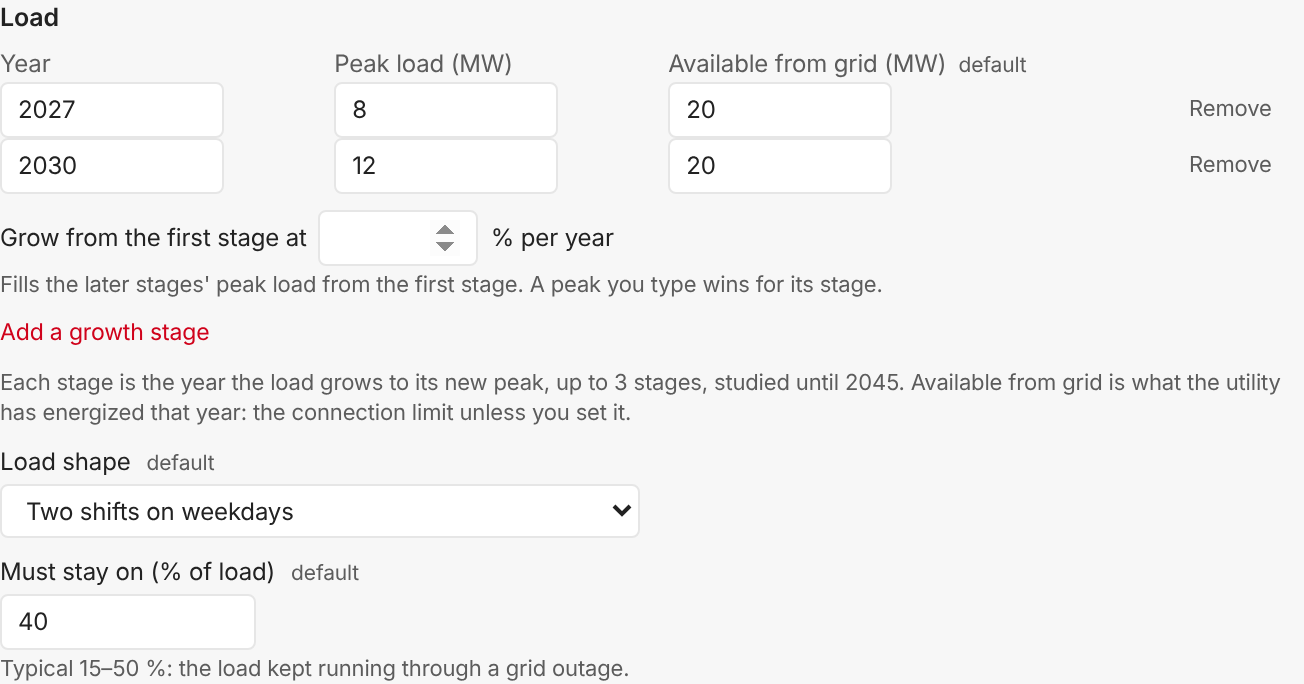 Load
Year Peak load (MW) Available from grid (MW) default
2027 8 20 Remove
2030 12 20 Remove
Grow from the first stage at % per year
Fills the later stages' peak load from the first stage. A peak you type wins for its stage.
Add a growth stage
Each stage is the year the load grows to its new peak, up to 3 stages, studied until 2045. Available from grid is what the utility
has energized that year: the connection limit unless you set it.
Load shape default
Two shifts on weekdays
Must stay on (% of load) default
40
Typical 15–50 %: the load kept running through a grid outage.